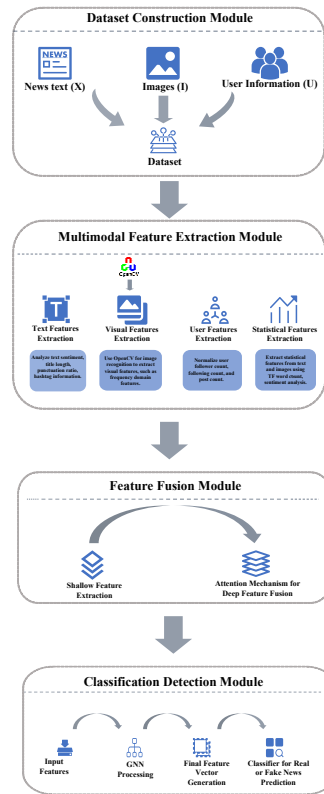 Dataset Construction Module
NEWS
News text (X)
Images (I)
User Information (U)
Dataset
Multimodal Feature Extraction Module
OpenCV
T
Text Features
Extraction
Visual Features
Extraction
User Features
Extraction
Statistical Features
Extraction
Analyze text sentiment,
title length,
punctuation ratio,
hashtag information.
Use OpenCV for image
recognition to extract
visual features, such as
frequency domain
features.
Normalize user
follower count,
following count, and
post count.
Extract statistical
features from text
and images using
TF word count,
sentiment analysis.
Feature Fusion Module
Shallow Feature
Extraction
Attention Mechanism for
Deep Feature Fusion
Classification Detection Module
Input
Features
GNN
Processing
Final Feature
Vector
Generation
Classifier for Real
or Fake News
Prediction